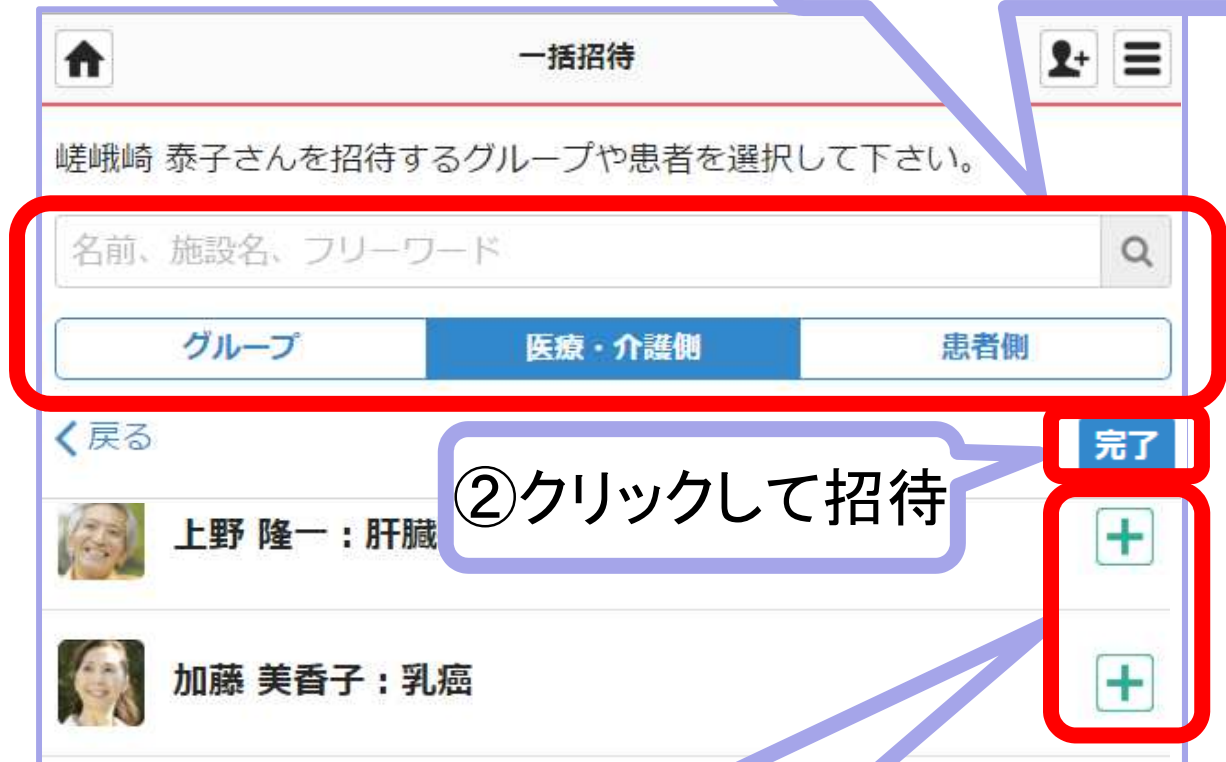 一括招待
嵯峨崎 泰子さんを招待するグループや患者を選択して下さい。
名前、施設名、フリーワード
グループ 医療・介護側 患者側
戻る 完了
②クリックして招待
上野 隆一：肝臓
加藤 美香子：乳癌